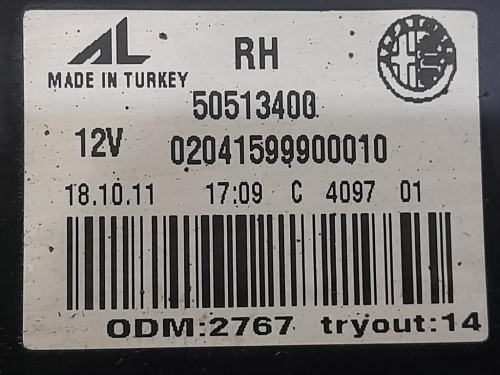 AL RH
MADE IN TURKEY
50513400
12V 02041599900010
18.10.11 17:09 C 4097 01
ODM:2767 tryout:14